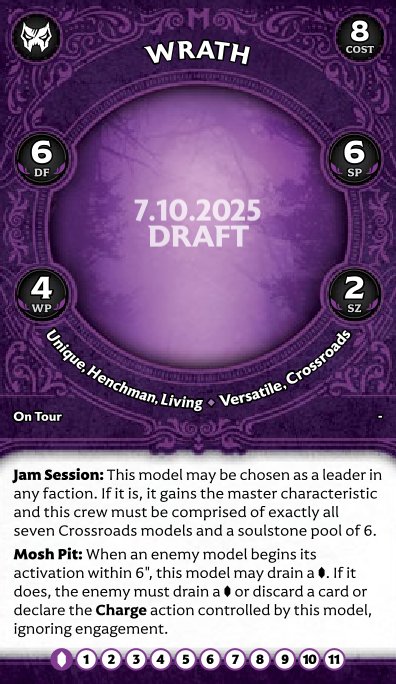 WRATH
8
COST
6
DF
6
SP
7.10.2025
DRAFT
4
WP
2
SZ
Unique, Henchman, Living ◆ Versatile, Crossroads
On Tour -
Jam Session: This model may be chosen as a leader in
any faction. If it is, it gains the master characteristic
and this crew must be comprised of exactly all
seven Crossroads models and a soulstone pool of 6.
Mosh Pit: When an enemy model begins its
activation within 6", this model may drain a ⬮. If it
does, the enemy must drain a ⬮ or discard a card or
declare the Charge action controlled by this model,
ignoring engagement.
1 2 3 4 5 6 7 8 9 10 11